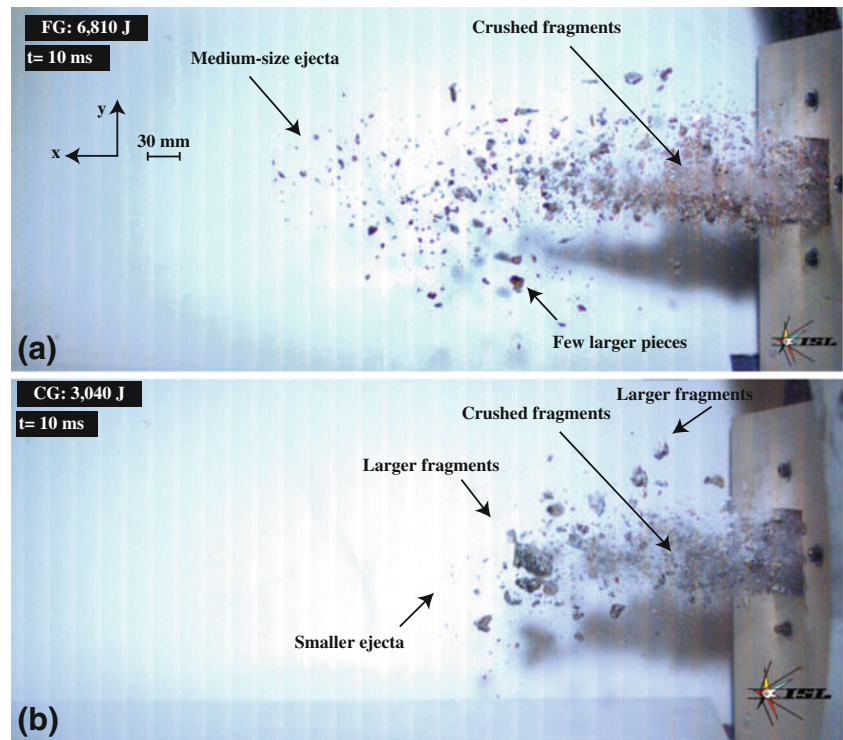 FG: 6,810 J
t= 10 ms
Crushed fragments
Medium-size ejecta
y
x
30 mm
Few larger pieces
ISL
(a)
CG: 3,040 J
t= 10 ms
Larger fragments
Crushed fragments
Larger fragments
Smaller ejecta
ISL
(b)